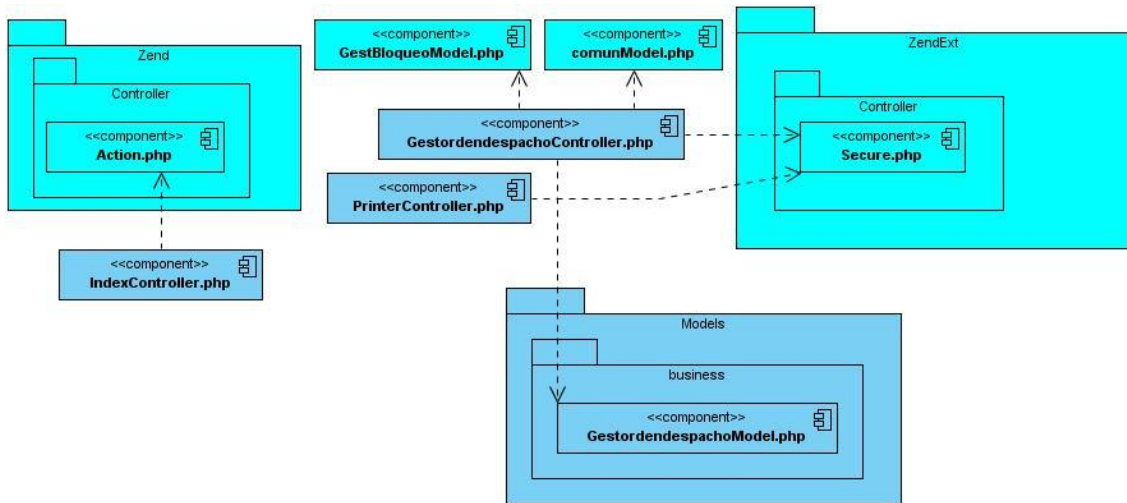 Zend
Controller
<<component>>
Action.php
<<component>>
IndexController.php
<<component>>
GestBloqueoModel.php
<<component>>
comunModel.php
<<component>>
GestordendespachoController.php
<<component>>
PrinterController.php
ZendExt
Controller
<<component>>
Secure.php
Models
business
<<component>>
GestordendespachoModel.php